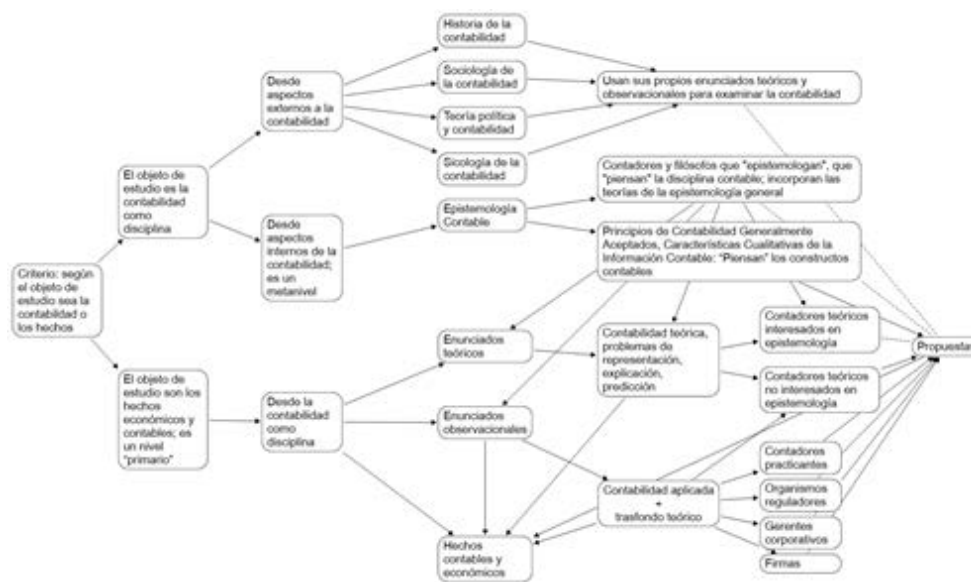 Historia de la
contabilidad
Desde
aspectos
externos a la
contabilidad
Sociología de
la contabilidad
Usan sus propios enunciados teóricos y
observacionales para examinar la contabilidad
Teoría política
y contabilidad
Sicología de la
contabilidad
El objeto de
estudio es la
contabilidad
como
disciplina
Contadores y filósofos que "epistemologan", que
"piensan" la disciplina contable; incorporan las
teorías de la epistemología general
Epistemología
Contable
Desde
aspectos
internos de la
contabilidad;
es un
metanivel
Principios de Contabilidad Generalmente
Aceptados, Características Cualitativas de la
Información Contable: "Piensan" los constructos
contables
Criterio: según
el objeto de
estudio sea la
contabilidad o
los hechos
Enunciados
teóricos
Contabilidad teórica,
problemas de
representación,
explicación,
predicción
Contadores teóricos
interesados en
epistemología
Propuestas
Contadores teóricos
no interesados en
epistemología
El objeto de
estudio son los
hechos
económicos y
contables; es
un nivel
"primario"
Desde la
contabilidad
como
disciplina
Enunciados
observacionales
Contadores
practicantes
Contabilidad aplicada
+
trasfondo teórico
Organismos
reguladores
Gerentes
corporativos
Firmas
Hechos
contables y
económicos